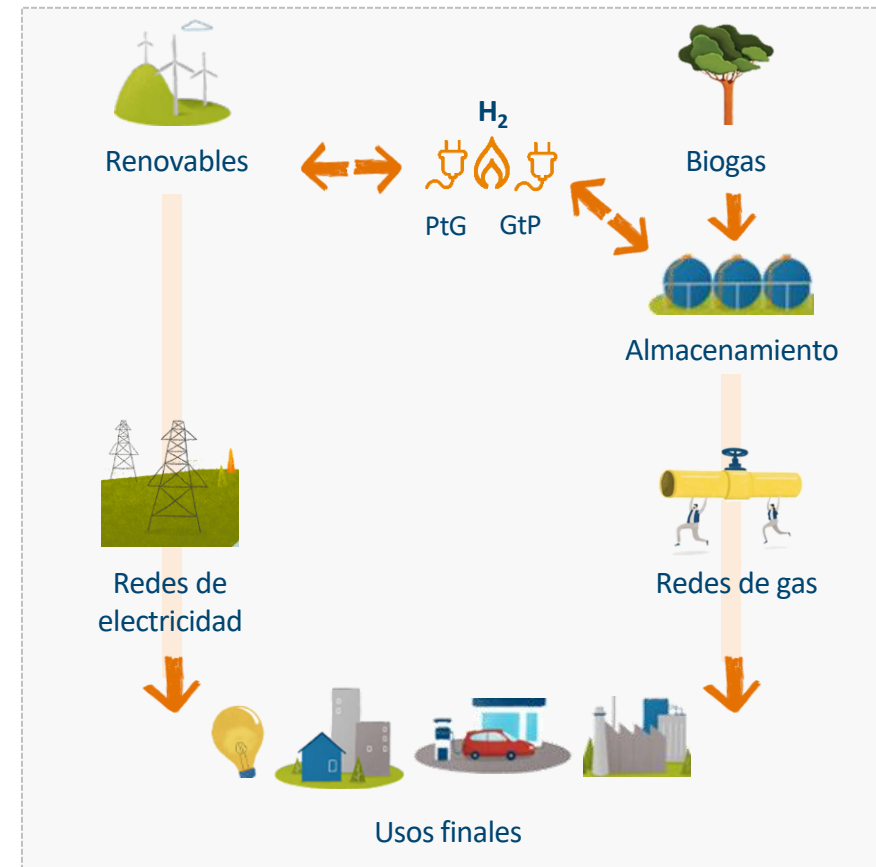 H₂
Renovables
Biogas
PtG GtP
Almacenamiento
Redes de
electricidad
Redes de gas
Usos finales